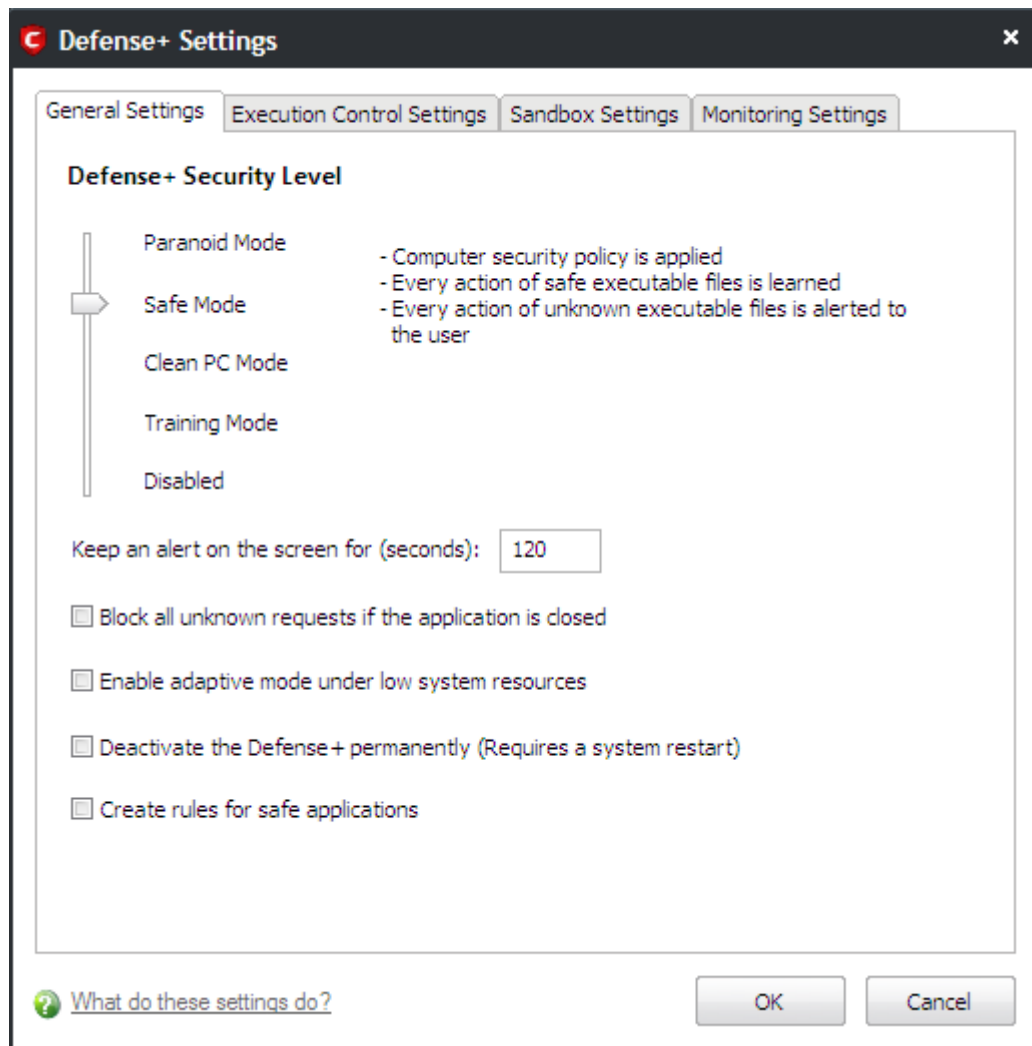 Defense+ Settings
General Settings
Execution Control Settings
Sandbox Settings
Monitoring Settings
Defense+ Security Level
Paranoid Mode
Safe Mode
Clean PC Mode
Training Mode
Disabled
- Computer security policy is applied
- Every action of safe executable files is learned
- Every action of unknown executable files is alerted to
the user
Keep an alert on the screen for (seconds): 120
Block all unknown requests if the application is closed
Enable adaptive mode under low system resources
Deactivate the Defense+ permanently (Requires a system restart)
Create rules for safe applications
What do these settings do?
OK
Cancel